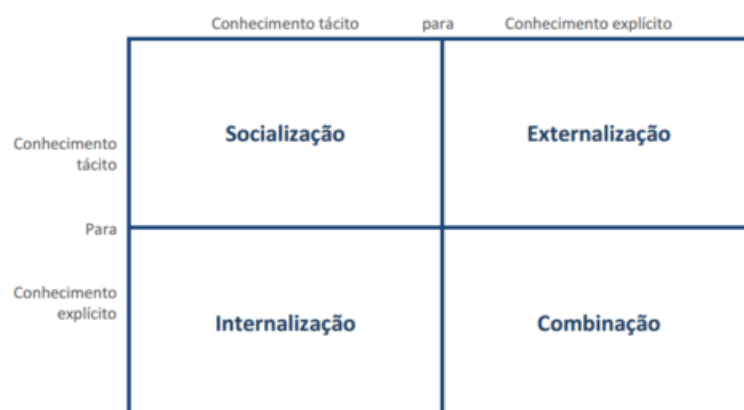 Conhecimento tácito para Conhecimento explícito
Socialização Externalização
Conhecimento
tácito
Para
Conhecimento
explícito
Internalização Combinação